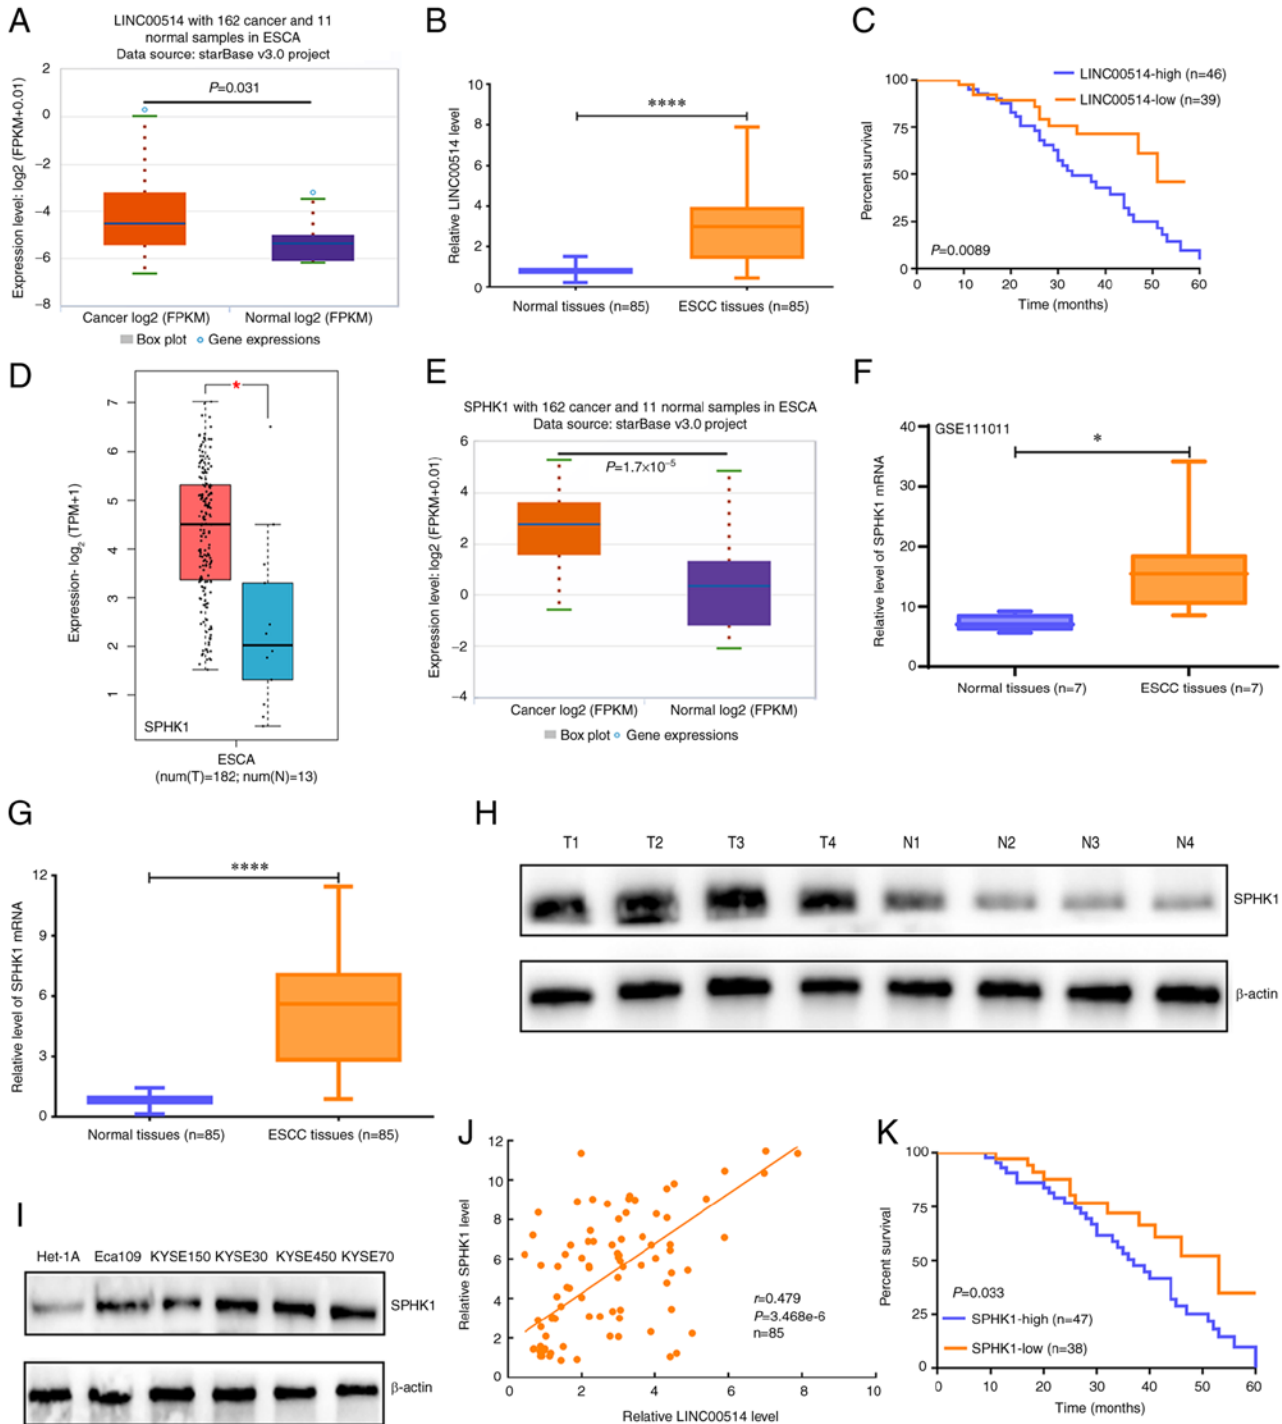 A
LINC00514 with 162 cancer and 11
normal samples in ESCA
Data source: starBase v3.0 project
Expression level: log2 (FPKM+0.01)
2
0
−2
−4
−6
−8
P=0.031
Cancer log2 (FPKM)
Normal log2 (FPKM)
Box plot
Gene expressions
B
Relative LINC00514 level
10
8
6
4
2
0
****
Normal tissues (n=85)
ESCC tissues (n=85)
C
LINC00514-high (n=46)
LINC00514-low (n=39)
Percent survival
100
75
50
25
0
P=0.0089
0
10
20
30
40
50
60
Time (months)
D
Expression- log2 (TPM+1)
7
6
5
4
3
2
1
*
SPHK1
ESCA
(num(T)=182; num(N)=13)
E
SPHK1 with 162 cancer and 11 normal samples in ESCA
Data source: starBase v3.0 project
Expression level: log2 (FPKM+0.01)
6
4
2
0
−2
−4
P=1.7×10−5
Cancer log2 (FPKM)
Normal log2 (FPKM)
Box plot
Gene expressions
F
GSE111011
Relative level of SPHK1 mRNA
40
30
20
10
0
*
Normal tissues (n=7)
ESCC tissues (n=7)
G
Relative level of SPHK1 mRNA
12
9
6
3
0
****
Normal tissues (n=85)
ESCC tissues (n=85)
H
T1
T2
T3
T4
N1
N2
N3
N4
SPHK1
β-actin
I
Het-1A
Eca109
KYSE150
KYSE30
KYSE450
KYSE70
SPHK1
β-actin
J
Relative SPHK1 level
12
10
8
6
4
2
0
r=0.479
P=3.468e-6
n=85
0
2
4
6
8
10
Relative LINC00514 level
K
Percent survival
100
75
50
25
0
P=0.033
SPHK1-high (n=47)
SPHK1-low (n=38)
0
10
20
30
40
50
60
Time (months)